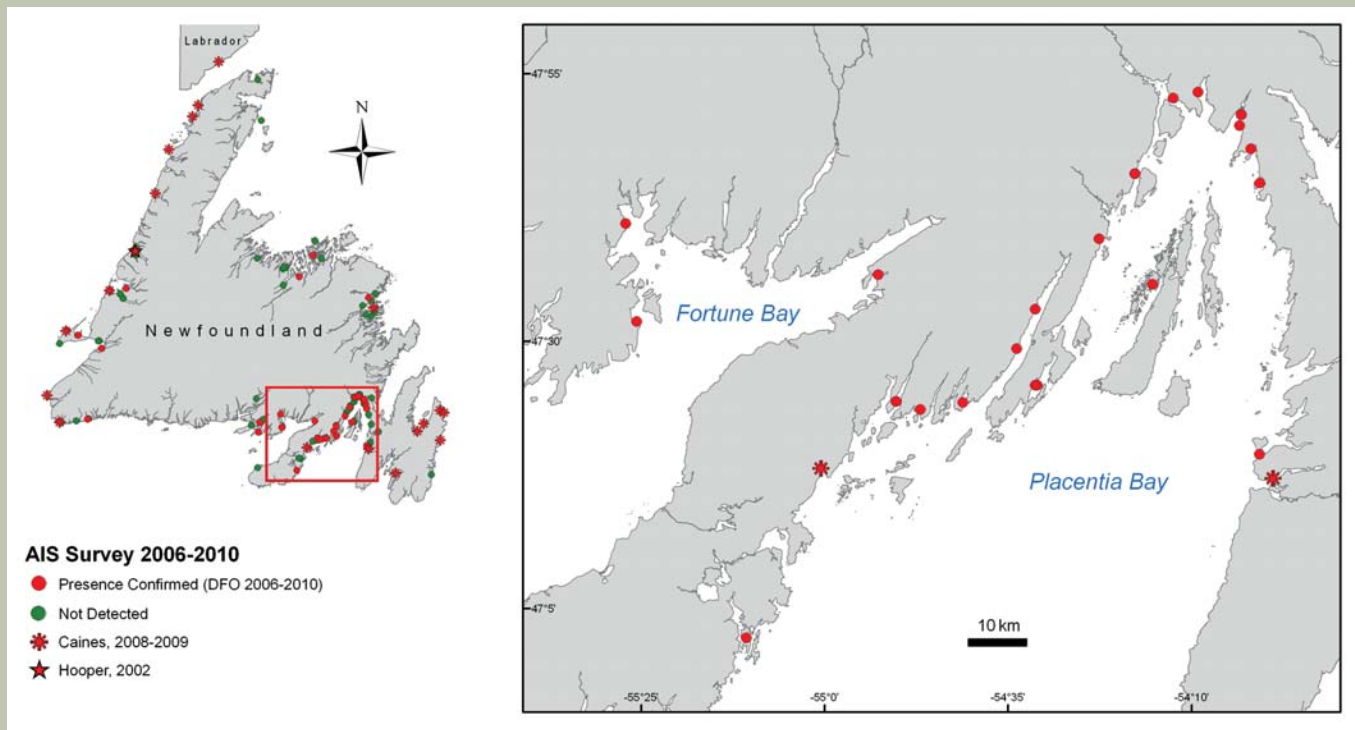 Labrador
N
Newfoundland
AIS Survey 2006-2010
Presence Confirmed (DFO 2006-2010)
Not Detected
Caines, 2008-2009
Hooper, 2002
47°55'
47°30'
47°5'
Fortune Bay
Placentia Bay
10 km
-55°25
-55°0'
-54°35
-54°10'